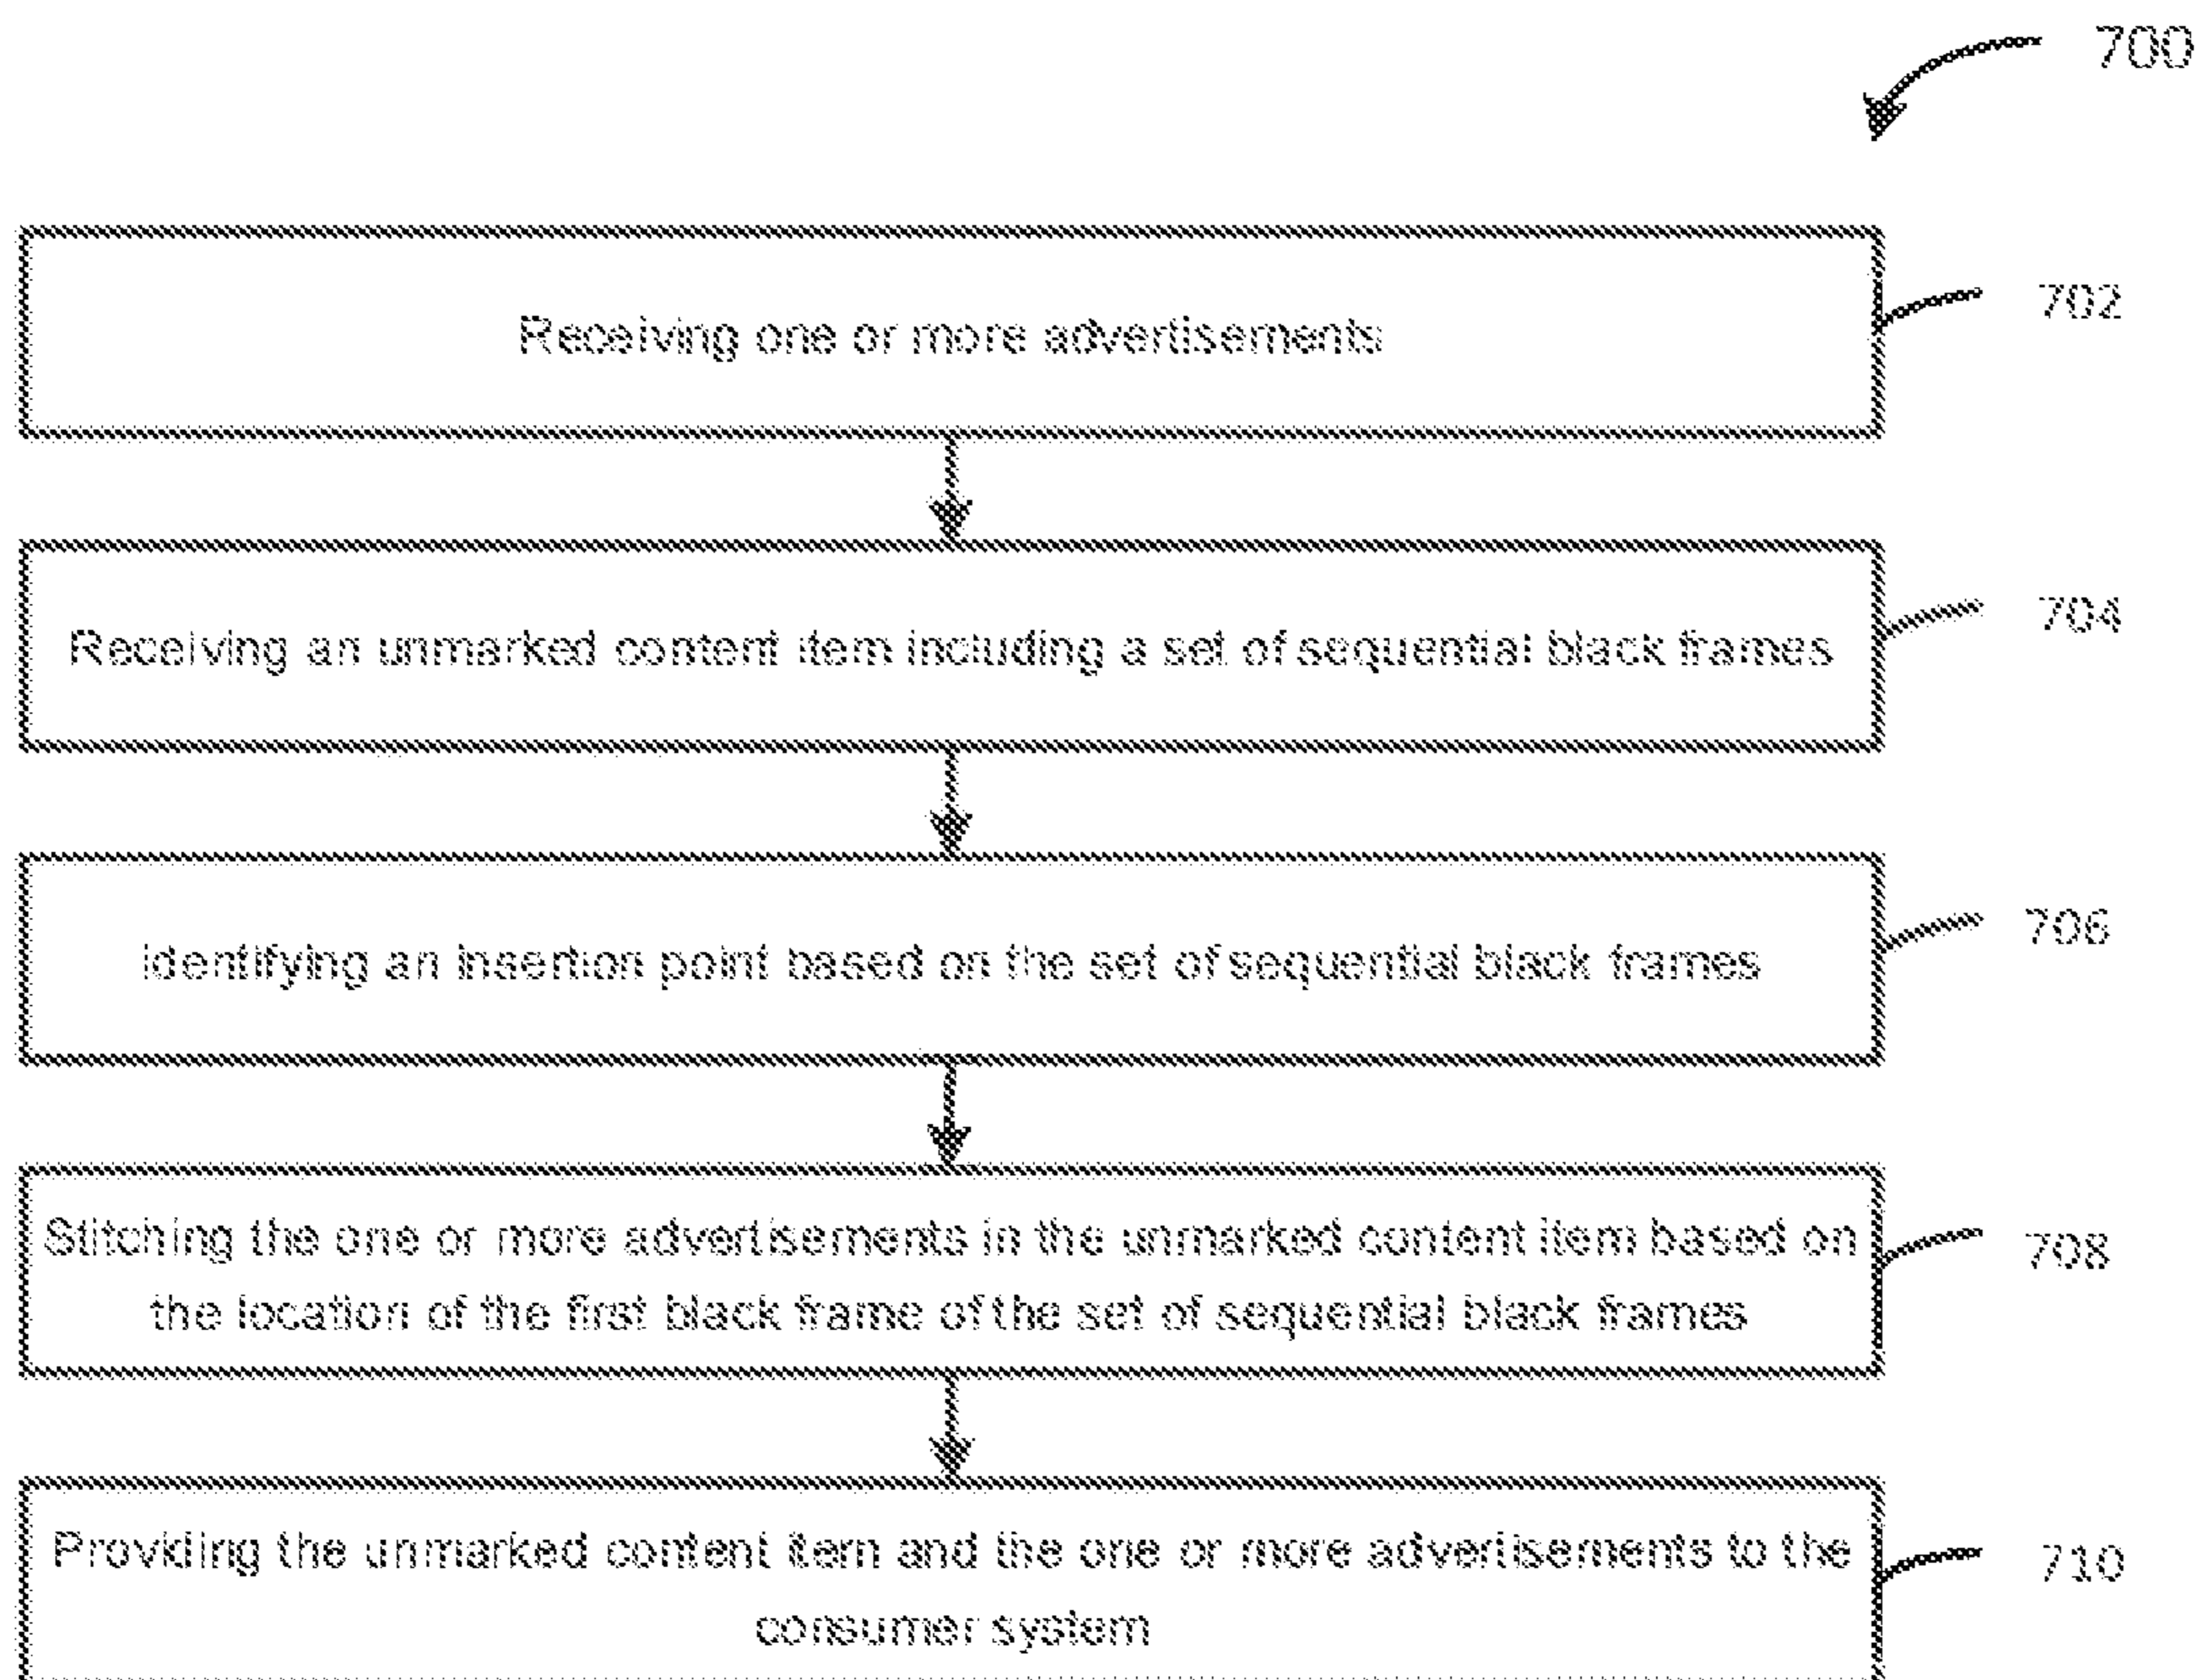 700
Receiving one or more advertisements
702
Receiving an unmarked content item including a set of sequential black frames
704
Identifying an insertion point based on the set of sequential black frames
706
Stitching the one or more advertisements in the unmarked content item based on
the location of the first black frame of the set of sequential black frames
708
Providing the unmarked content item and the one or more advertisements to the
consumer system
710